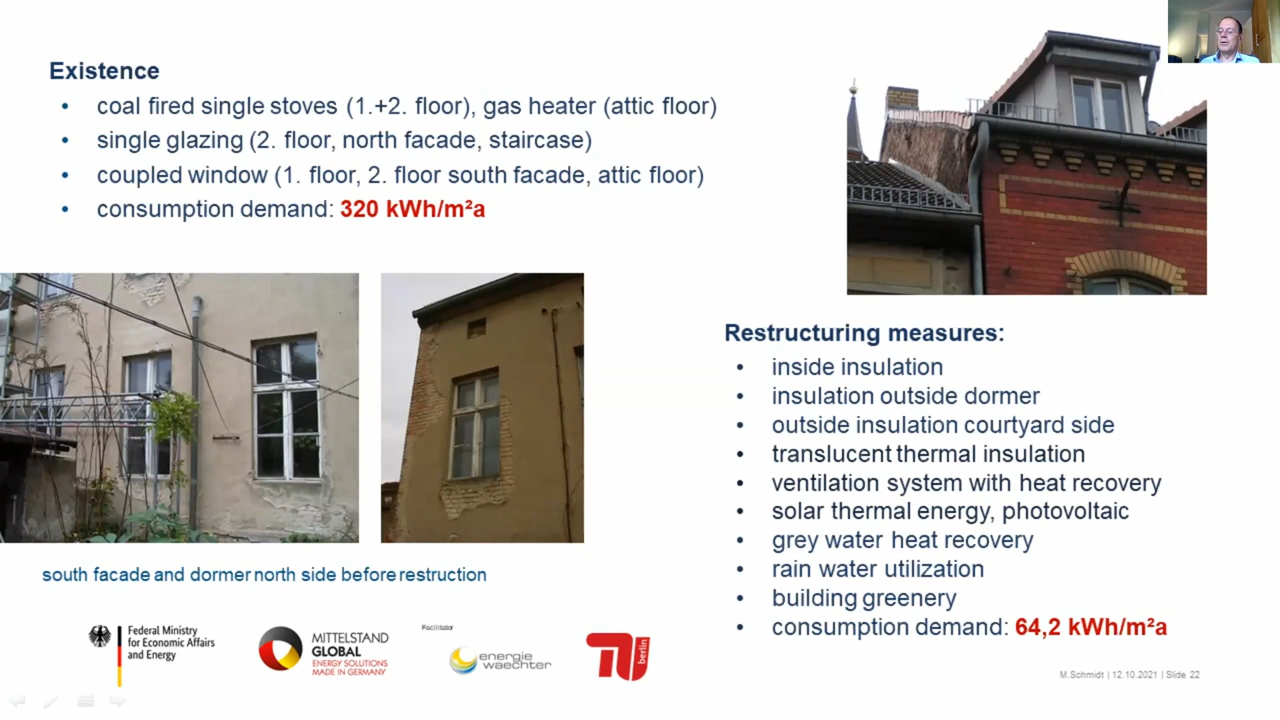 Existence
• coal fired single stoves (1.+2. floor), gas heater (attic floor)
• single glazing (2. floor, north facade, staircase)
• coupled window (1. floor, 2. floor south facade, attic floor)
• consumption demand: 320 kWh/m²a
south facade and dormer north side before restruction
Restructuring measures:
• inside insulation
• insulation outside dormer
• outside insulation courtyard side
• translucent thermal insulation
• ventilation system with heat recovery
• solar thermal energy, photovoltaic
• grey water heat recovery
• rain water utilization
• building greenery
• consumption demand: 64,2 kWh/m²a
Federal Ministry
for Economic Affairs
and Energy
MITTELSTAND
GLOBAL
ENERGY SOLUTIONS
MADE IN GERMANY
Facilitator
energie
waechter
TU berlin
M.Schmidt | 12.10.2021 | Slide 22